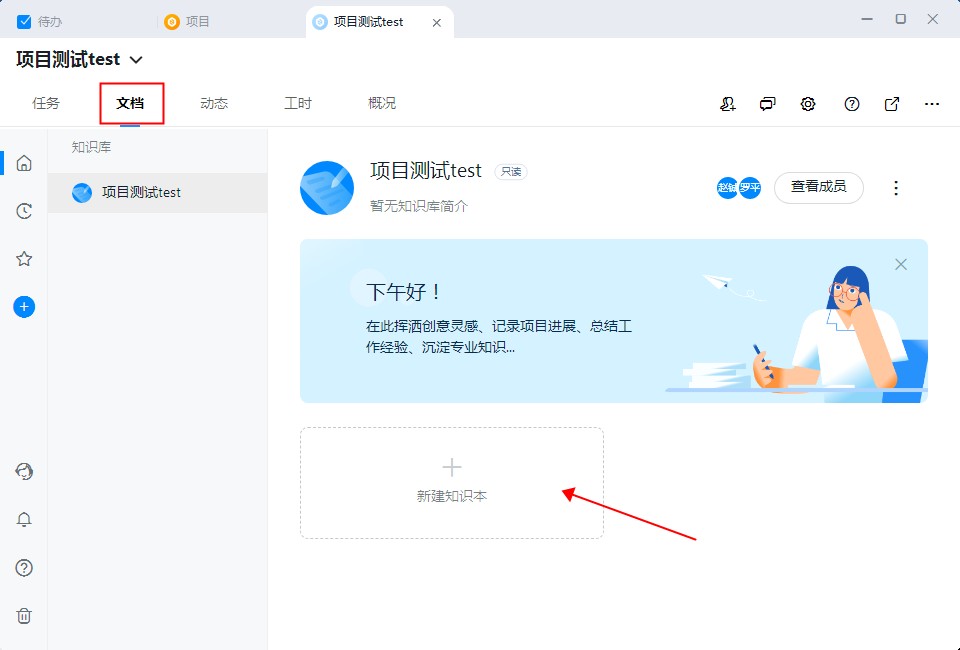 待办
项目
项目测试test
项目测试test
任务
文档
动态
工时
概况
知识库
项目测试test
项目测试test
只读
暂无知识库简介
罗平
查看成员
下午好！
在此挥洒创意灵感、记录项目进展、总结工
作经验、沉淀专业知识...
新建知识本